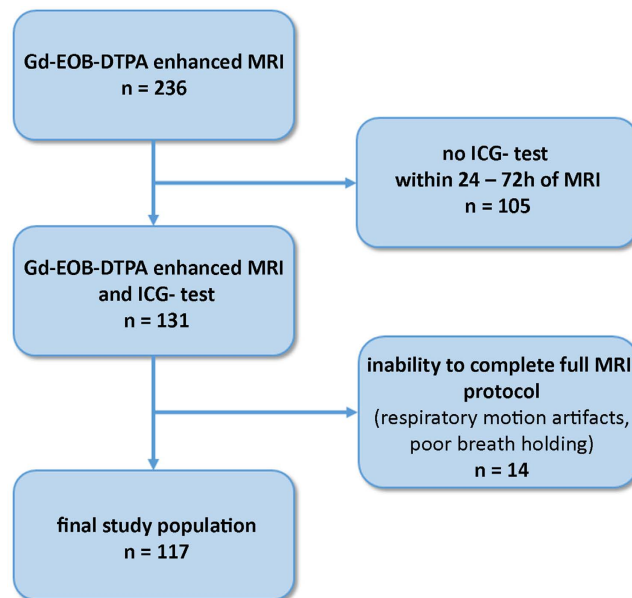 Gd-EOB-DTPA enhanced MRI
n = 236
no ICG- test
within 24 – 72h of MRI
n = 105
Gd-EOB-DTPA enhanced MRI
and ICG- test
n = 131
inability to complete full MRI
protocol
(respiratory motion artifacts,
poor breath holding)
n = 14
final study population
n = 117